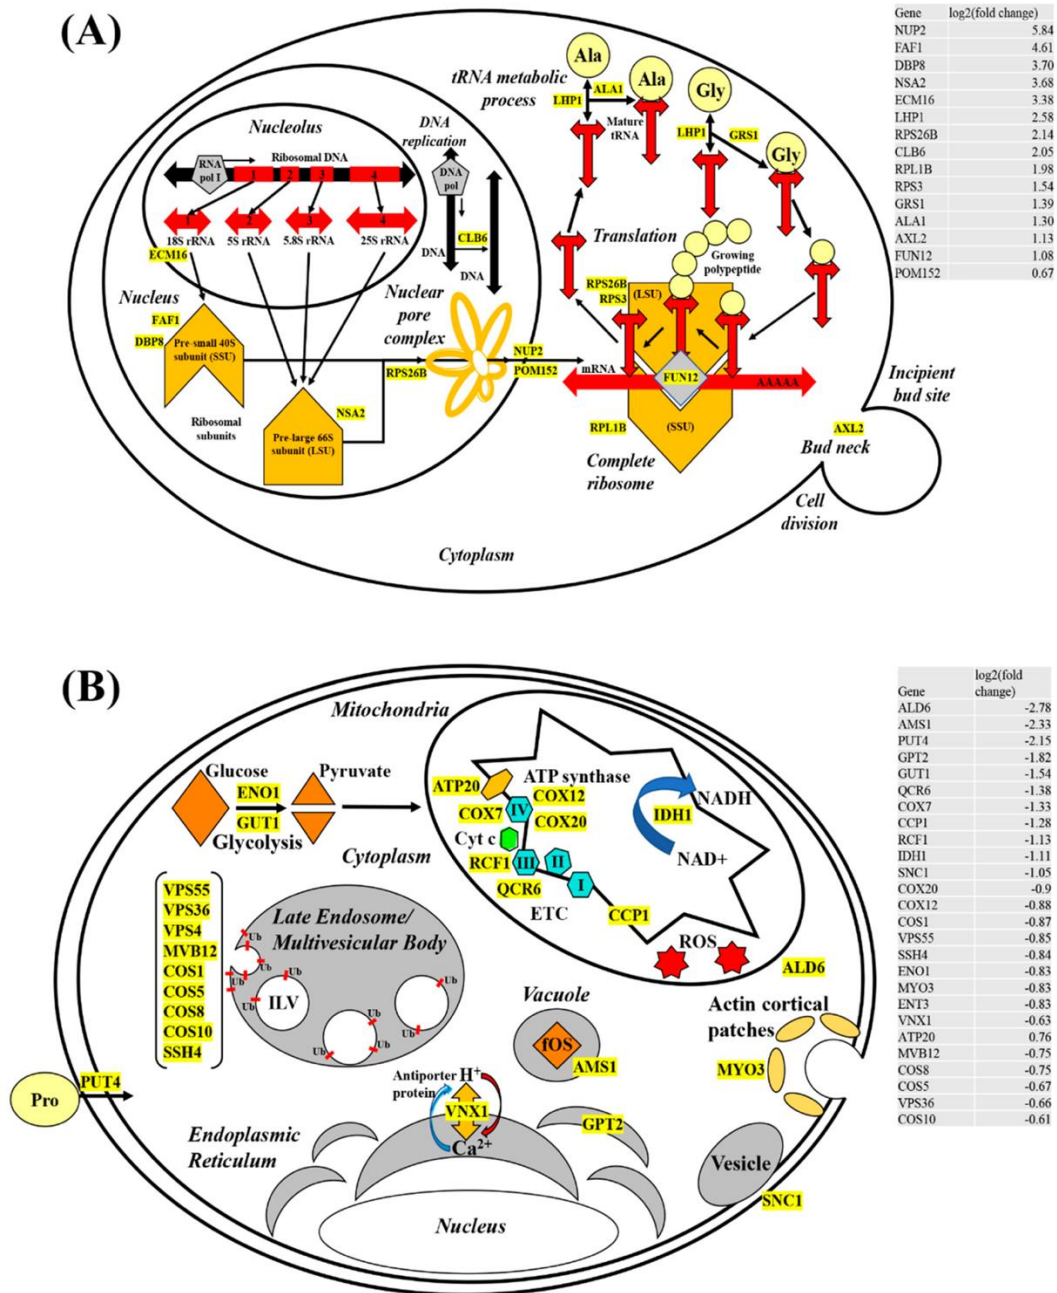 (A)
Gene log2(fold change)
NUP2 5.84
FAF1 4.61
DBP8 3.70
NSA2 3.68
ECM16 3.38
LHP1 2.58
RPS26B 2.14
CLB6 2.05
RPL1B 1.98
RPS3 1.54
GRS1 1.39
ALA1 1.30
AXL2 1.13
FUN12 1.08
POM152 0.67
tRNA metabolic
process
Ala
Ala
Gly
LHP1
ALA1
Mature
tRNA
LHP1
GRS1
Gly
DNA
replication
DNA
pol
CLB6
DNA
DNA
Nucleolus
RNA
pol I
Ribosomal DNA
1 2 3 4
1 2 3 4
18S rRNA 5S rRNA 5.8S rRNA 25S rRNA
ECM16
Nucleus
FAF1
DBP8
Pre-small 40S
subunit (SSU)
Ribosomal
subunits
NSA2
Pre-large 66S
subunit (LSU)
Nuclear
pore
complex
RPS26B
NUP2
POM152
Translation
Growing
polypeptide
RPS26B
RPS3
(LSU)
mRNA
FUN12
AAAAA
RPL1B
(SSU)
Complete
ribosome
Incipient
bud site
AXL2
Bud neck
Cell
division
Cytoplasm
(B)
Gene log2(fold
change)
ALD6 -2.78
AMS1 -2.33
PUT4 -2.15
GPT2 -1.82
GUT1 -1.54
QCR6 -1.38
COX7 -1.33
CCP1 -1.28
RCF1 -1.13
IDH1 -1.11
SNC1 -1.05
COX20 -0.9
COX12 -0.88
COS1 -0.87
VPS55 -0.85
SSH4 -0.84
ENO1 -0.83
MYO3 -0.83
ENT3 -0.83
VNX1 -0.63
ATP20 0.76
MVB12 -0.75
COS8 -0.75
COS5 -0.67
VPS36 -0.66
COS10 -0.61
Mitochondria
Glucose
Pyruvate
ENO1
GUT1
Glycolysis
Cytoplasm
ATP20
ATP synthase
COX12
COX7
IV
COX20
Cyt c
RCF1
III
II
I
QCR6
ETC
CCP1
NADH
IDH1
NAD+
ROS
ALD6
VPS55
VPS36
VPS4
MVB12
COS1
COS5
COS8
COS10
SSH4
Late Endosome/
Multivesicular Body
Ub
Ub
Ub
Ub
Ub
ILV
Ub
Ub
Ub
Ub
Vacuole
fOS
AMS1
Actin cortical
patches
MYO3
Pro
PUT4
Antiporter
protein
H+
VNX1
Ca2+
GPT2
Endoplasmic
Reticulum
Nucleus
Vesicle
SNC1